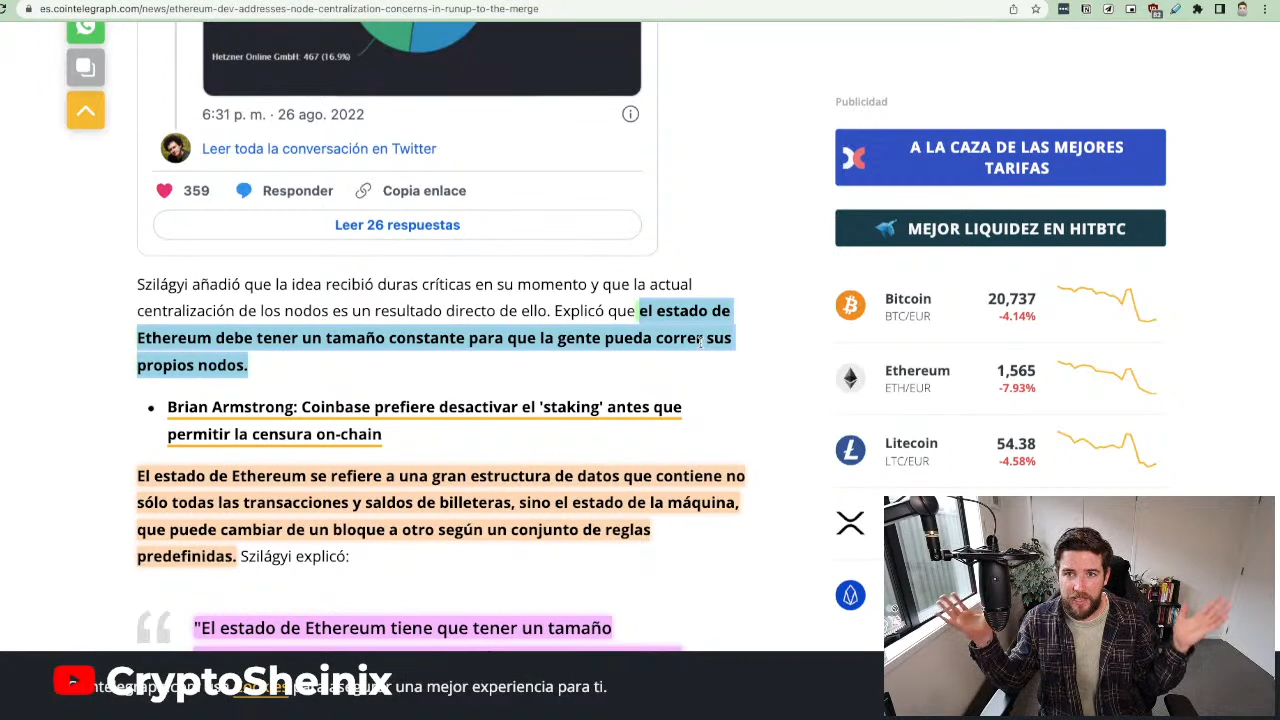 es.cointelegraph.com/news/ethereum-dev-addresses-node-centralization-concerns-in-runup-to-the-merge
Hetzner Online GmbH: 467 (16.9%)
6:31 p. m. · 26 ago. 2022
Leer toda la conversación en Twitter
359 Responder Copia enlace
Leer 26 respuestas
Szilágyi añadió que la idea recibió duras críticas en su momento y que la actual
centralización de los nodos es un resultado directo de ello. Explicó que el estado de
Ethereum debe tener un tamaño constante para que la gente pueda correr sus
propios nodos.
• Brian Armstrong: Coinbase prefiere desactivar el 'staking' antes que
permitir la censura on-chain
El estado de Ethereum se refiere a una gran estructura de datos que contiene no
sólo todas las transacciones y saldos de billeteras, sino el estado de la máquina,
que puede cambiar de un bloque a otro según un conjunto de reglas
predefinidas. Szilágyi explicó:
"El estado de Ethereum tiene que tener un tamaño
Publicidad
A LA CAZA DE LAS MEJORES
TARIFAS
MEJOR LIQUIDEZ EN HITBTC
Bitcoin 20,737
BTC/EUR -4.14%
Ethereum 1,565
ETH/EUR -7.93%
Litecoin 54.38
LTC/EUR -4.58%
CryptoSheinix
cookies para asegurar una mejor experiencia para ti.